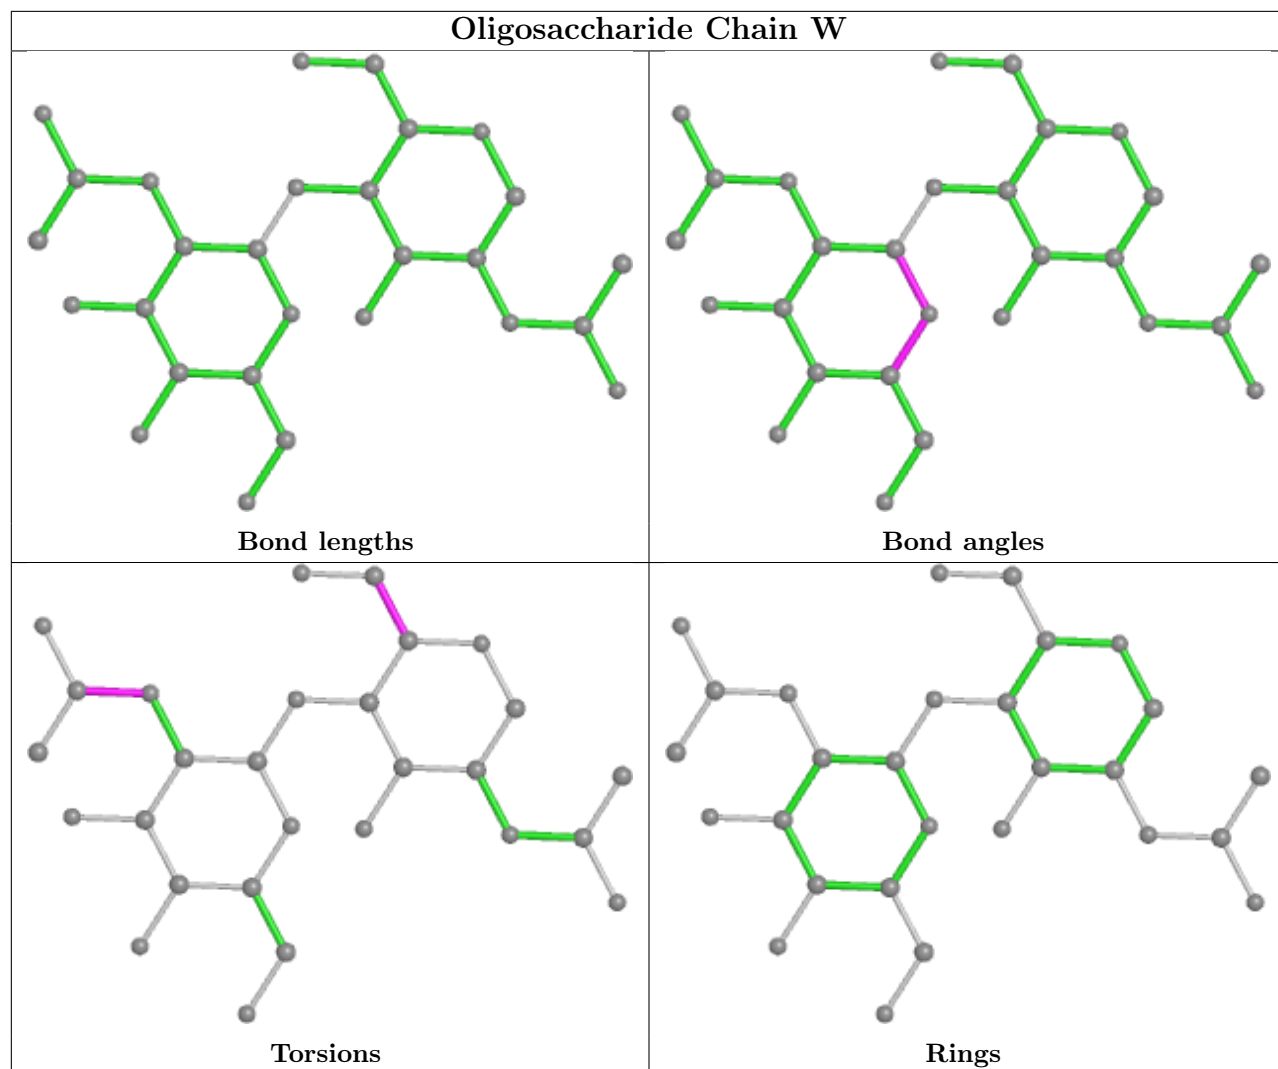 Oligosaccharide Chain W
Bond lengths
Bond angles
Torsions
Rings